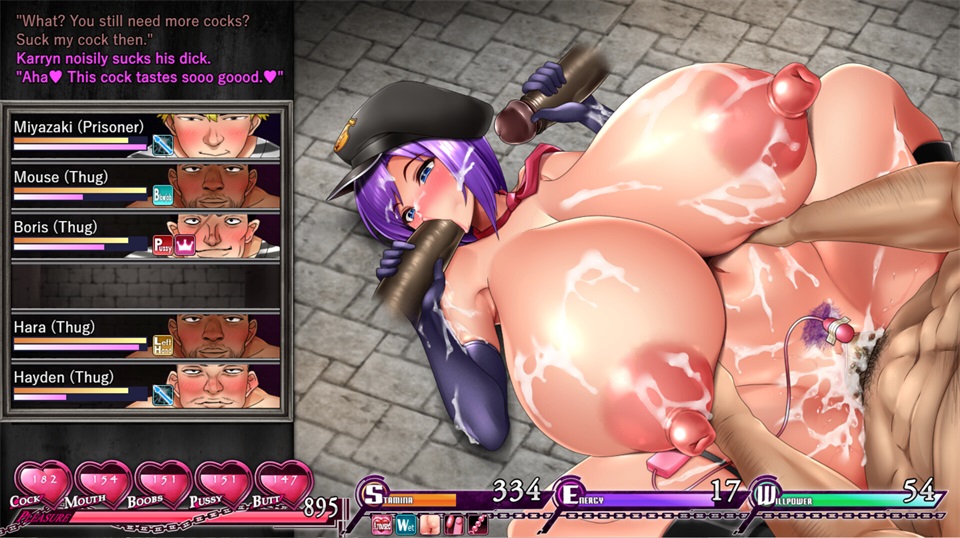 "What? You still need more cocks?
Suck my cock then."
Karryn noisily sucks his dick.
"Aha♥ This cock tastes sooo goood.♥"
Miyazaki (Prisoner)
Mouse (Thug)
Boris (Thug)
Pussy
Hara (Thug)
Left Hand
Hayden (Thug)
182 154 151 151 147
COCK MOUTH BOOBS PUSSY BUTT
PLEASURE 895
STAMINA 334 ENERGY 17 WILLPOWER 54
Aroused Wet